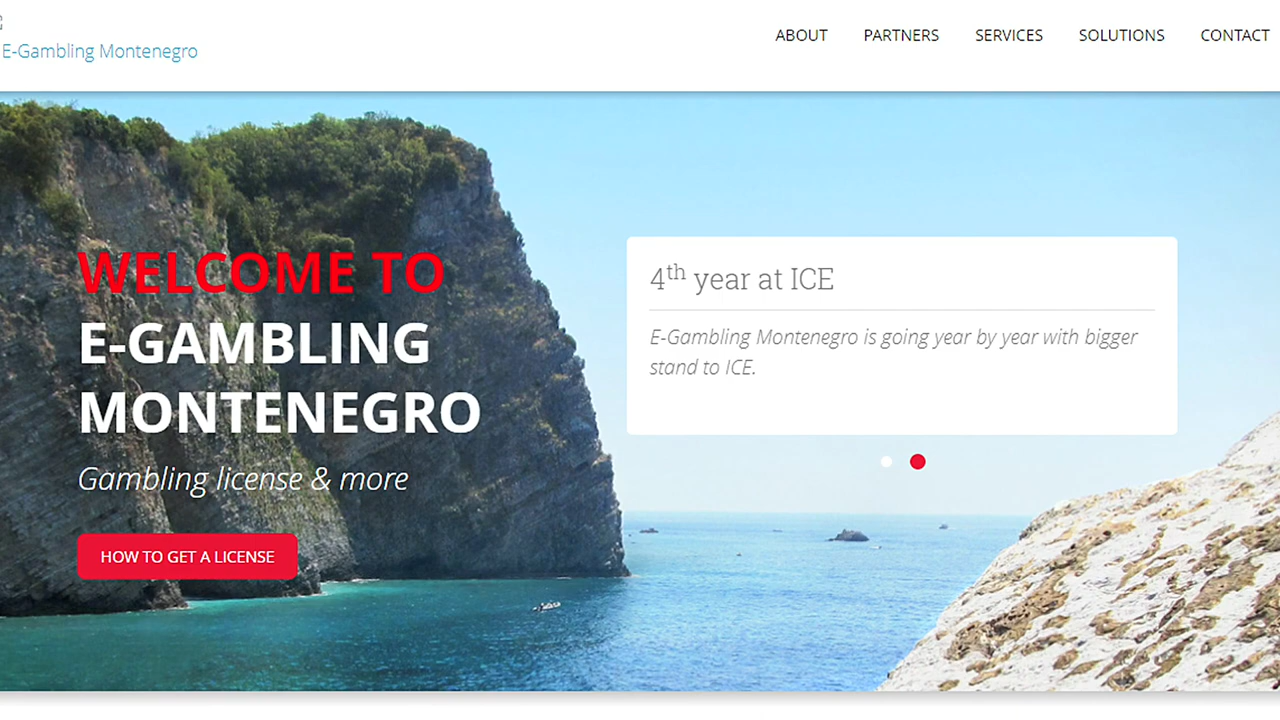 E-Gambling Montenegro
ABOUT PARTNERS SERVICES SOLUTIONS CONTACT
WELCOME TO
E-GAMBLING
MONTENEGRO
Gambling license & more
HOW TO GET A LICENSE
4th year at ICE
E-Gambling Montenegro is going year by year with bigger
stand to ICE.